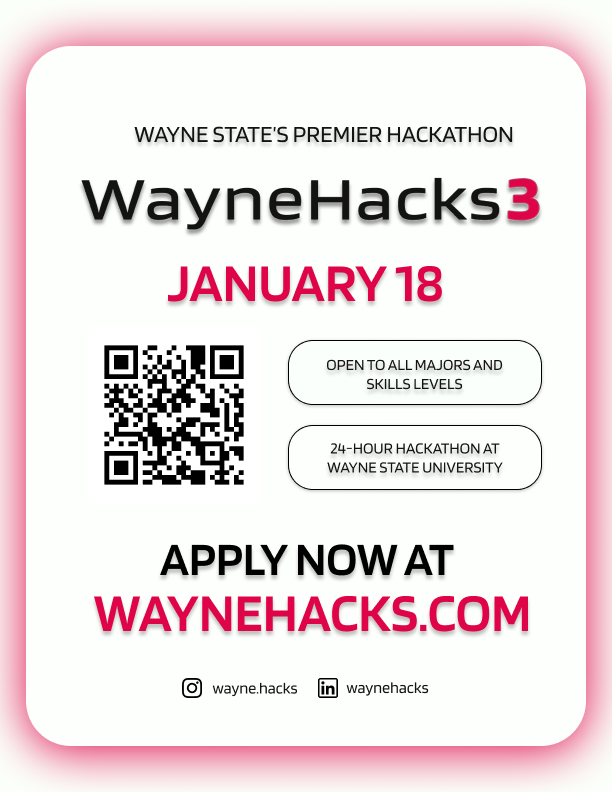 WAYNE STATE'S PREMIER HACKATHON
WayneHacks3
JANUARY 18
OPEN TO ALL MAJORS AND
SKILLS LEVELS
24-HOUR HACKATHON AT
WAYNE STATE UNIVERSITY
APPLY NOW AT
WAYNEHACKS.COM
wayne.hacks
waynehacks